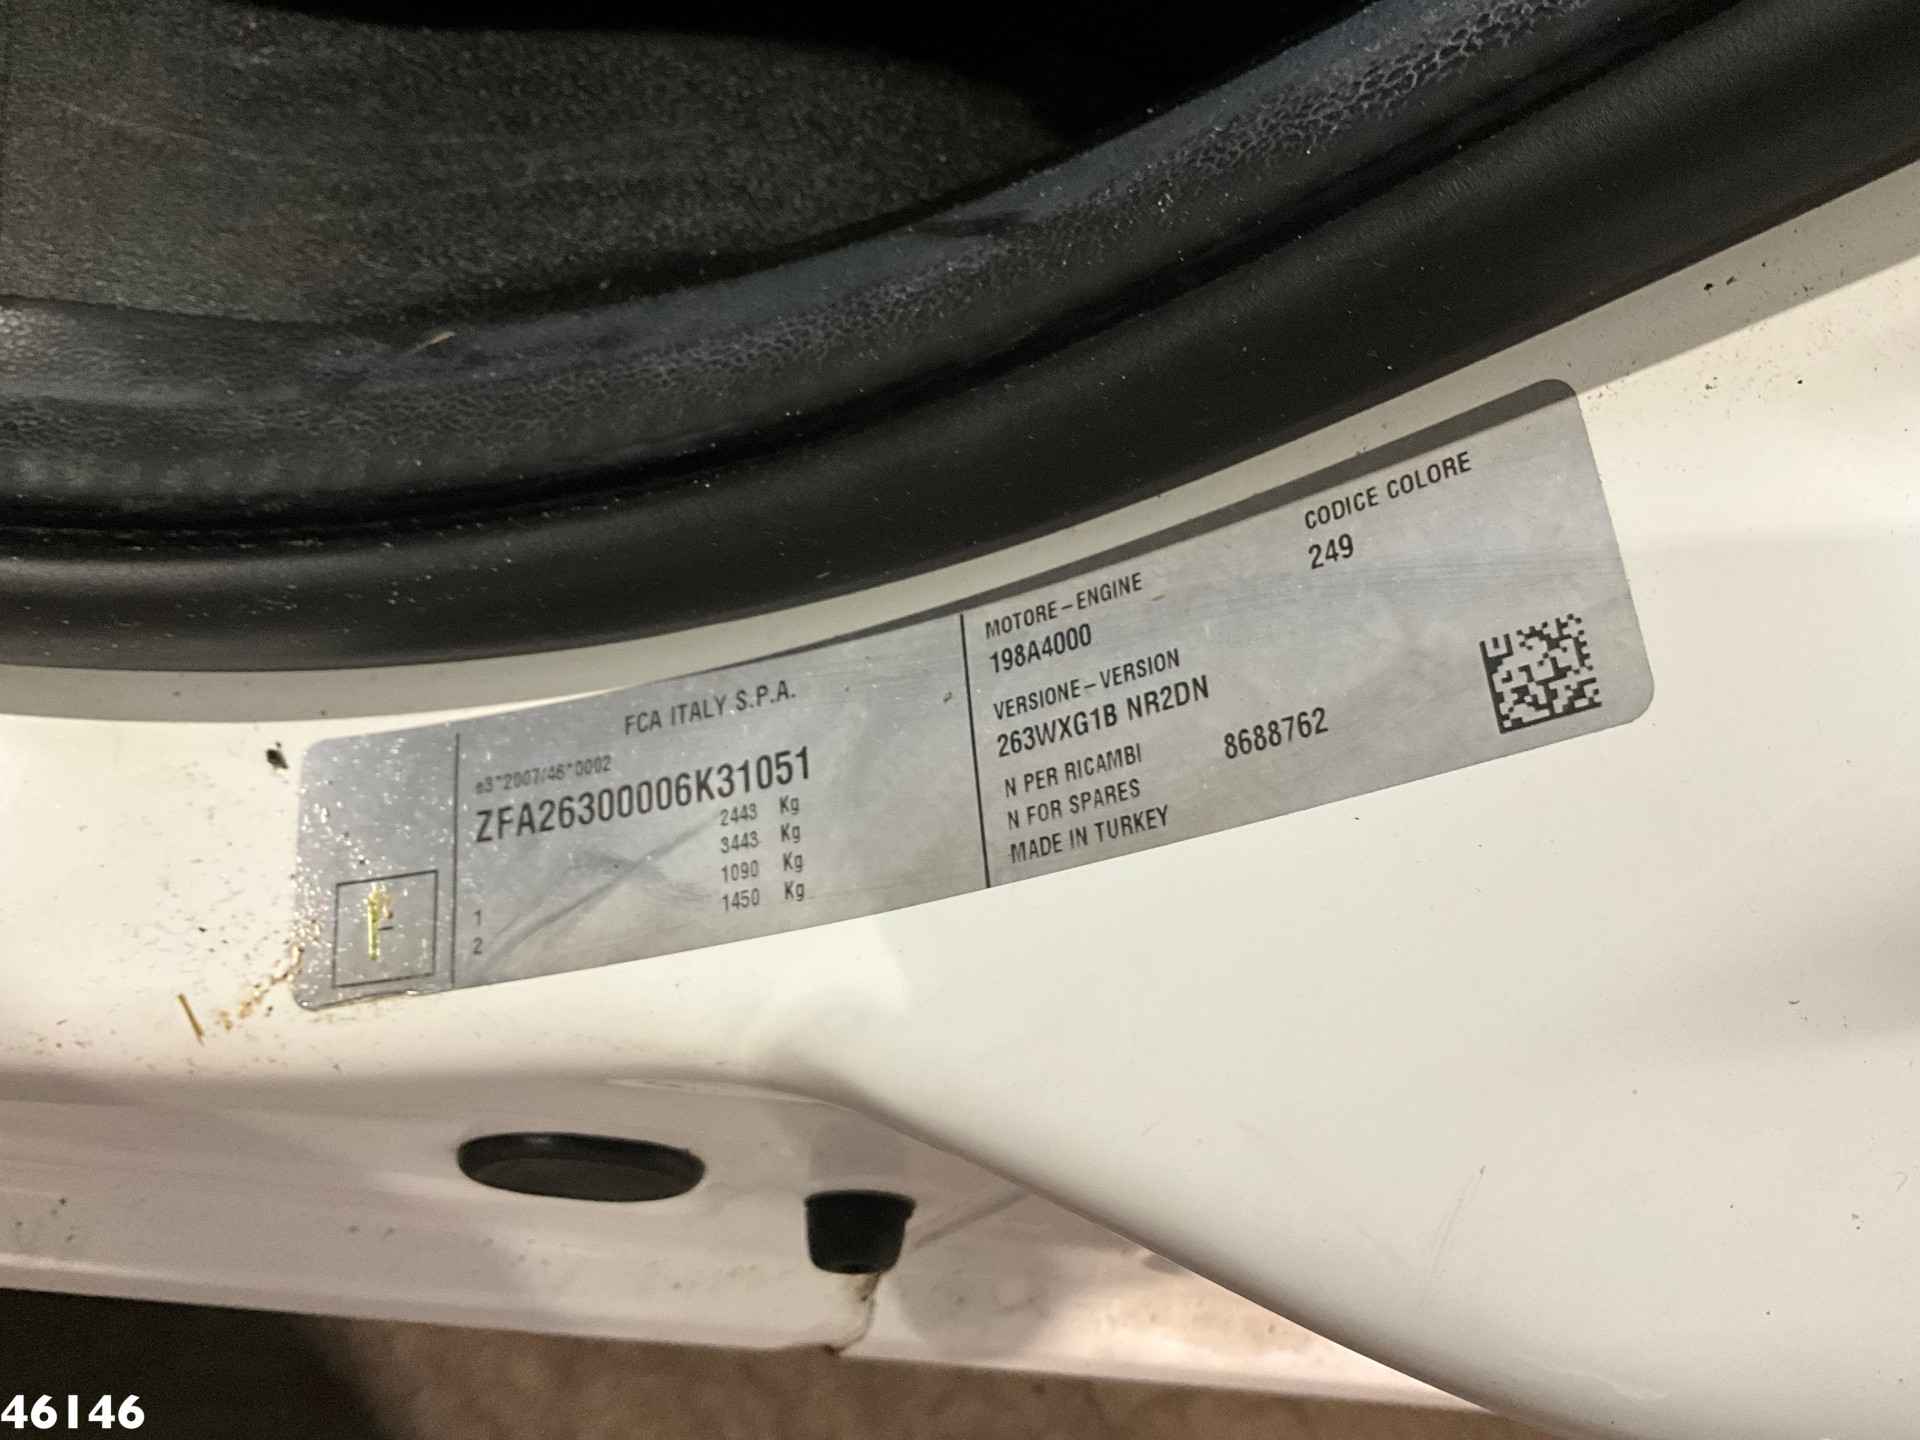 FCA ITALY S.P.A.
e3*2007/46*0002
ZFA26300006K31051
2443 Kg
3443 Kg
1 1090 Kg
2 1450 Kg
MOTORE-ENGINE
198A4000
VERSIONE-VERSION
263WXG1B NR2DN
N PER RICAMBI
N FOR SPARES
8688762
MADE IN TURKEY
CODICE COLORE
249
46146